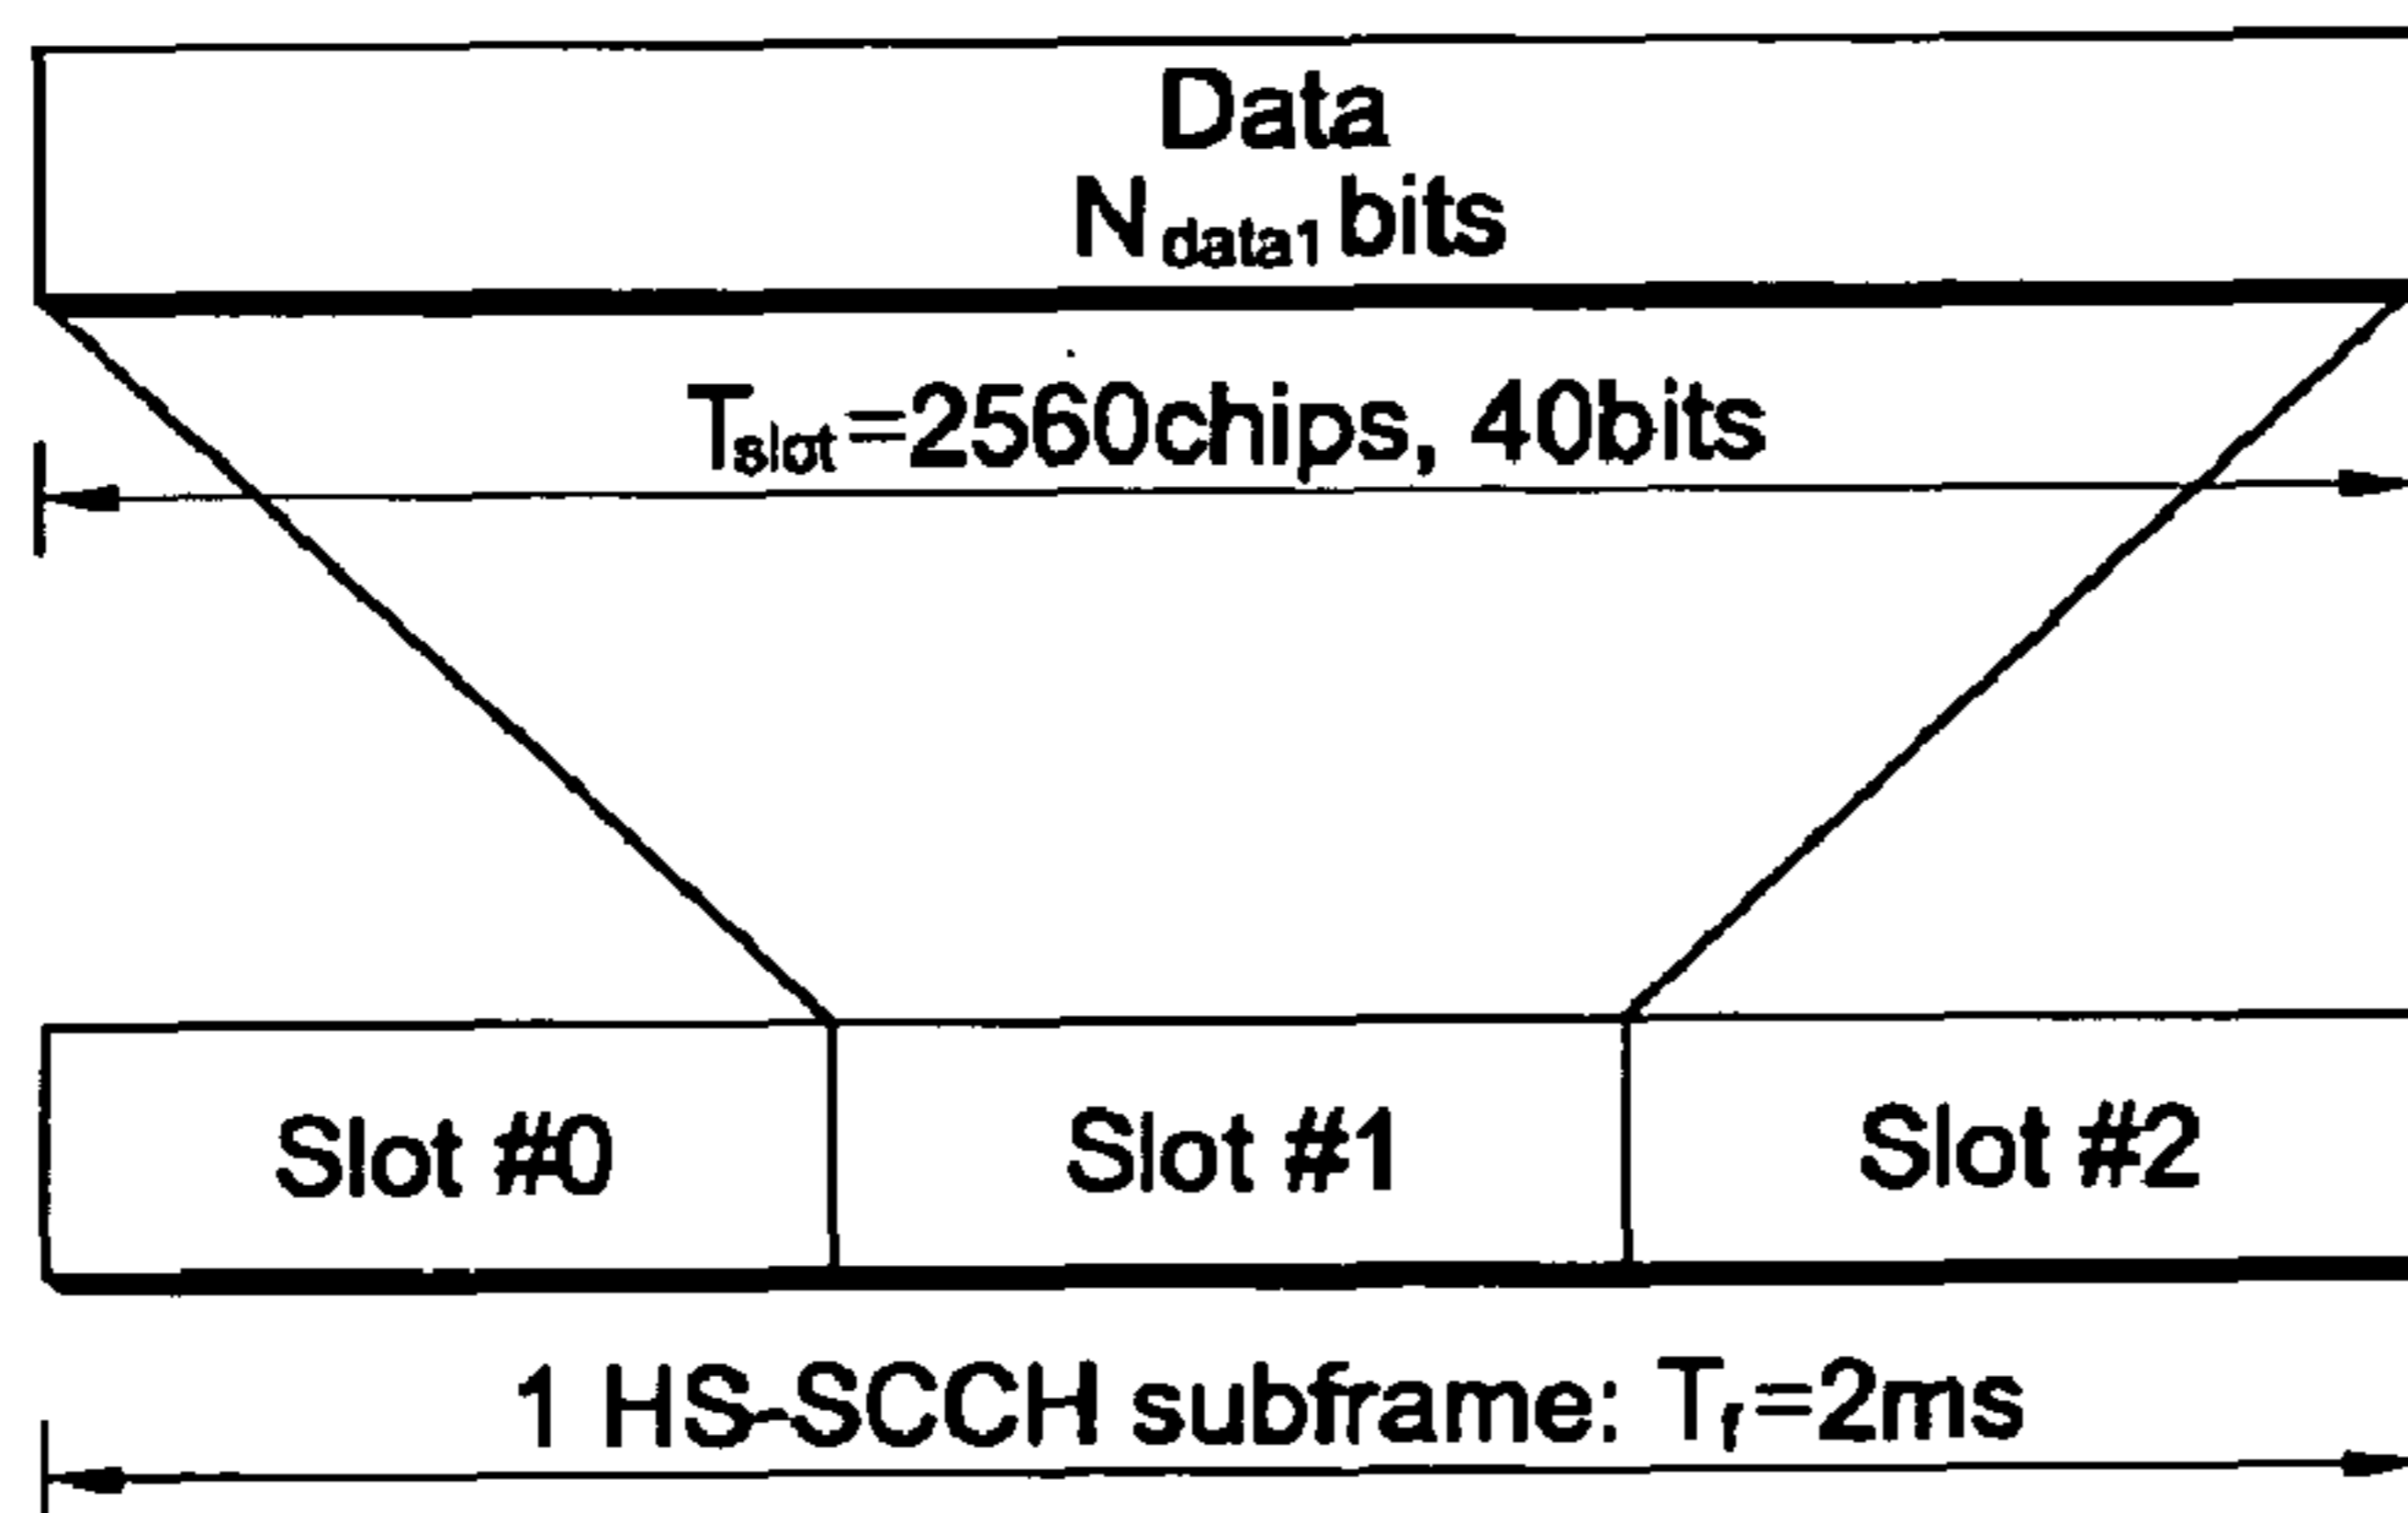 Data
N data1 bits
Tslot=2560chips, 40bits
Slot #0 Slot #1 Slot #2
1 HS-SCCH subframe: Tf=2ms